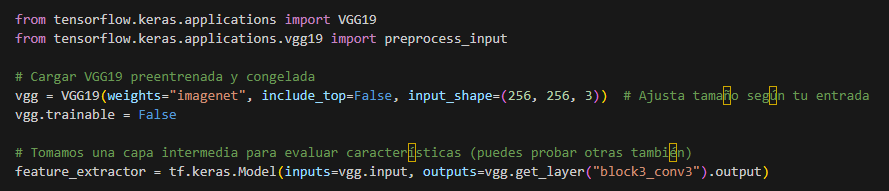 from tensorflow.keras.applications import VGG19
from tensorflow.keras.applications.vgg19 import preprocess_input
# Cargar VGG19 preentrenada y congelada
vgg = VGG19(weights="imagenet", include_top=False, input_shape=(256, 256, 3))  # Ajusta tamaño según tu entrada
vgg.trainable = False
# Tomamos una capa intermedia para evaluar características (puedes probar otras también)
feature_extractor = tf.keras.Model(inputs=vgg.input, outputs=vgg.get_layer("block3_conv3").output)